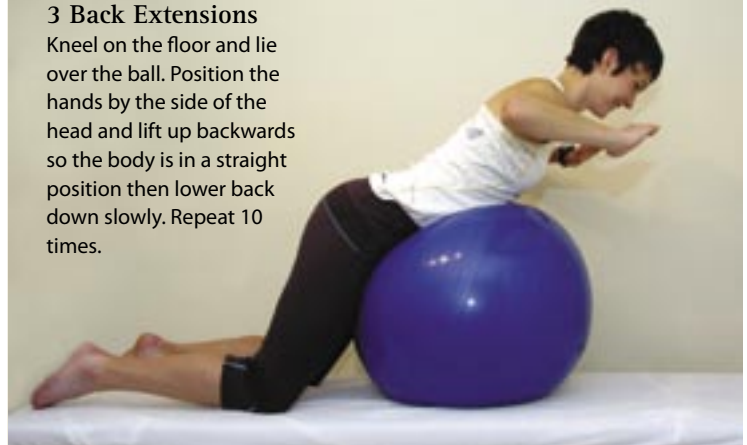 3 Back Extensions
Kneel on the floor and lie
over the ball. Position the
hands by the side of the
head and lift up backwards
so the body is in a straight
position then lower back
down slowly. Repeat 10
times.